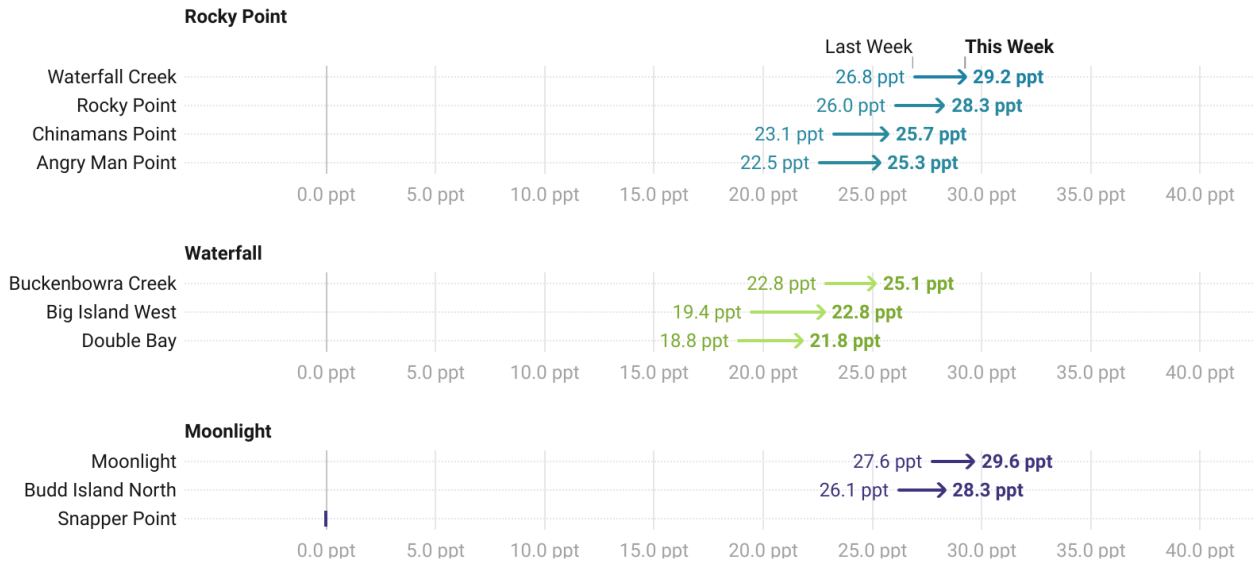 Rocky Point
Last Week This Week
Waterfall Creek 26.8 ppt 29.2 ppt
Rocky Point 26.0 ppt 28.3 ppt
Chinamans Point 23.1 ppt 25.7 ppt
Angry Man Point 22.5 ppt 25.3 ppt
0.0 ppt 5.0 ppt 10.0 ppt 15.0 ppt 20.0 ppt 25.0 ppt 30.0 ppt 35.0 ppt 40.0 ppt
Waterfall
Buckenbowra Creek 22.8 ppt 25.1 ppt
Big Island West 19.4 ppt 22.8 ppt
Double Bay 18.8 ppt 21.8 ppt
0.0 ppt 5.0 ppt 10.0 ppt 15.0 ppt 20.0 ppt 25.0 ppt 30.0 ppt 35.0 ppt 40.0 ppt
Moonlight
Moonlight 27.6 ppt 29.6 ppt
Budd Island North 26.1 ppt 28.3 ppt
Snapper Point
0.0 ppt 5.0 ppt 10.0 ppt 15.0 ppt 20.0 ppt 25.0 ppt 30.0 ppt 35.0 ppt 40.0 ppt